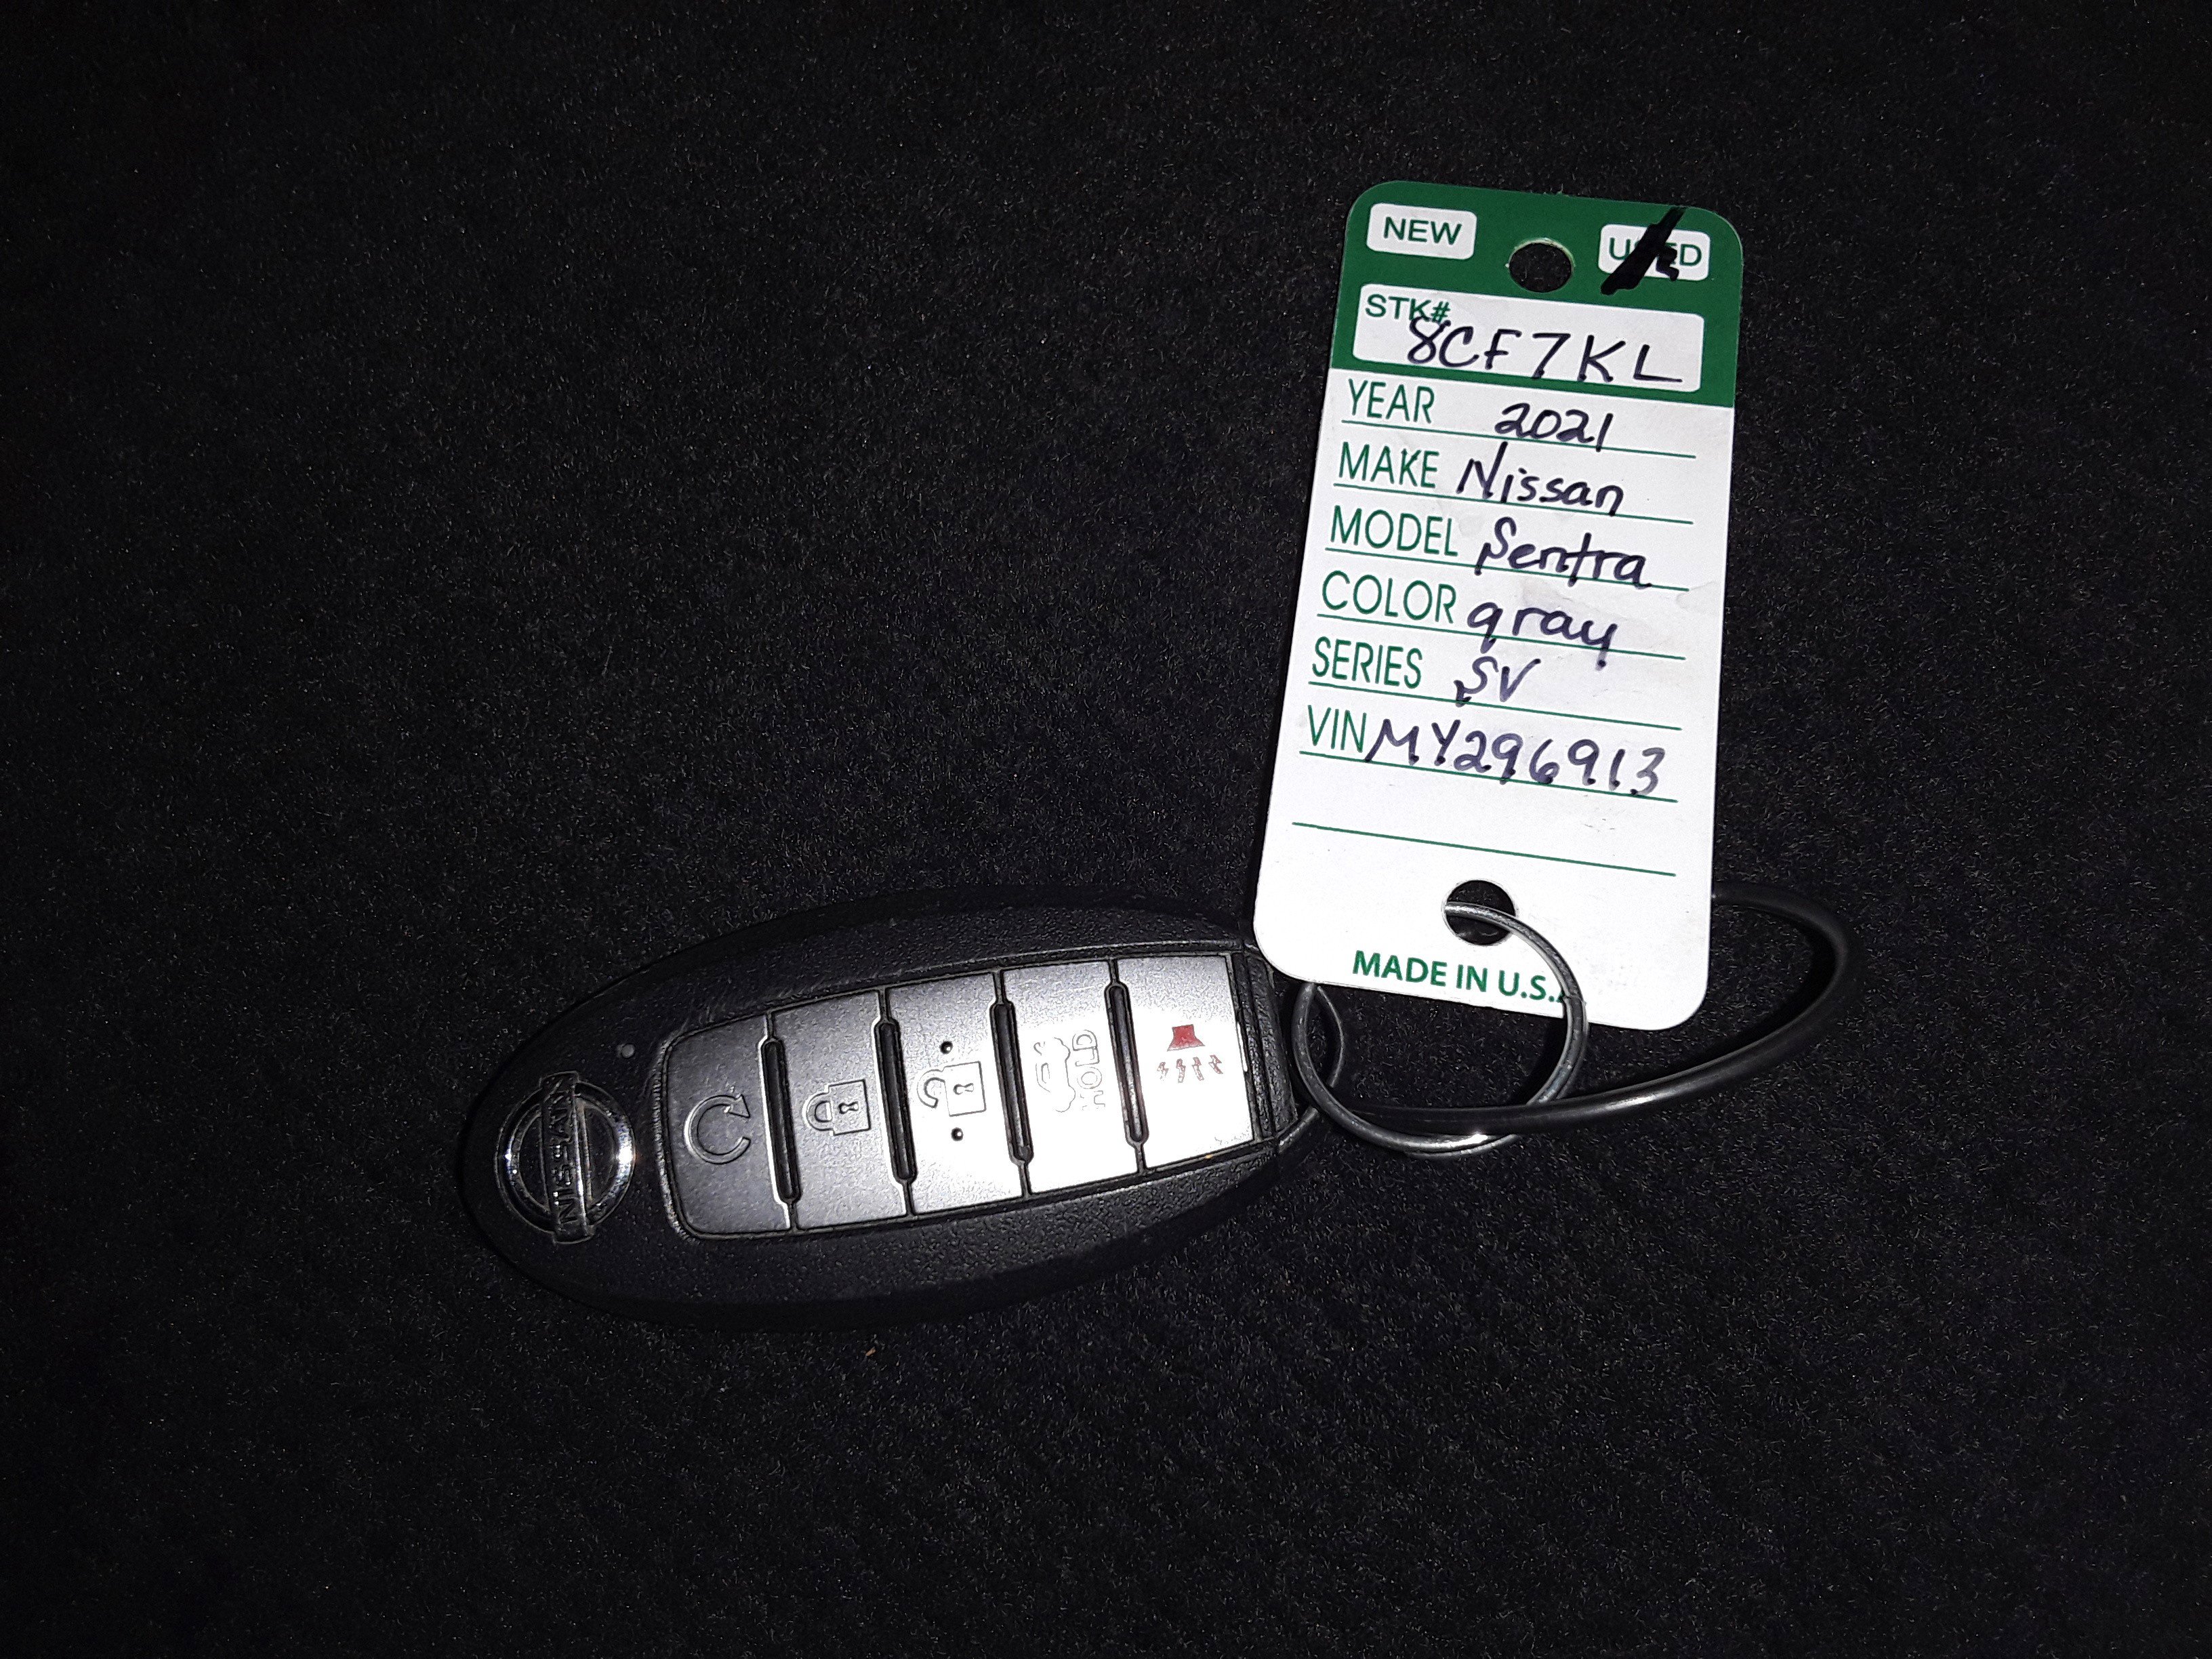 NEW USED
STK#
8CF7KL
YEAR 2021
MAKE Nissan
MODEL Sentra
COLOR gray
SERIES SV
VIN MY296913
MADE IN U.S.A
NISSAN
HOLD